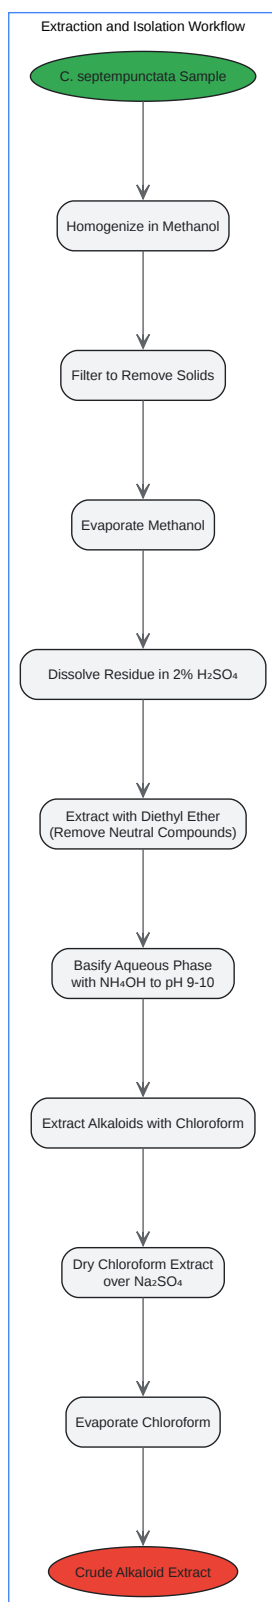 Extraction and Isolation Workflow
C. septempunctata Sample
Homogenize in Methanol
Filter to Remove Solids
Evaporate Methanol
Dissolve Residue in 2% H₂SO₄
Extract with Diethyl Ether
(Remove Neutral Compounds)
Basify Aqueous Phase
with NH₄OH to pH 9-10
Extract Alkaloids with Chloroform
Dry Chloroform Extract
over Na₂SO₄
Evaporate Chloroform
Crude Alkaloid Extract